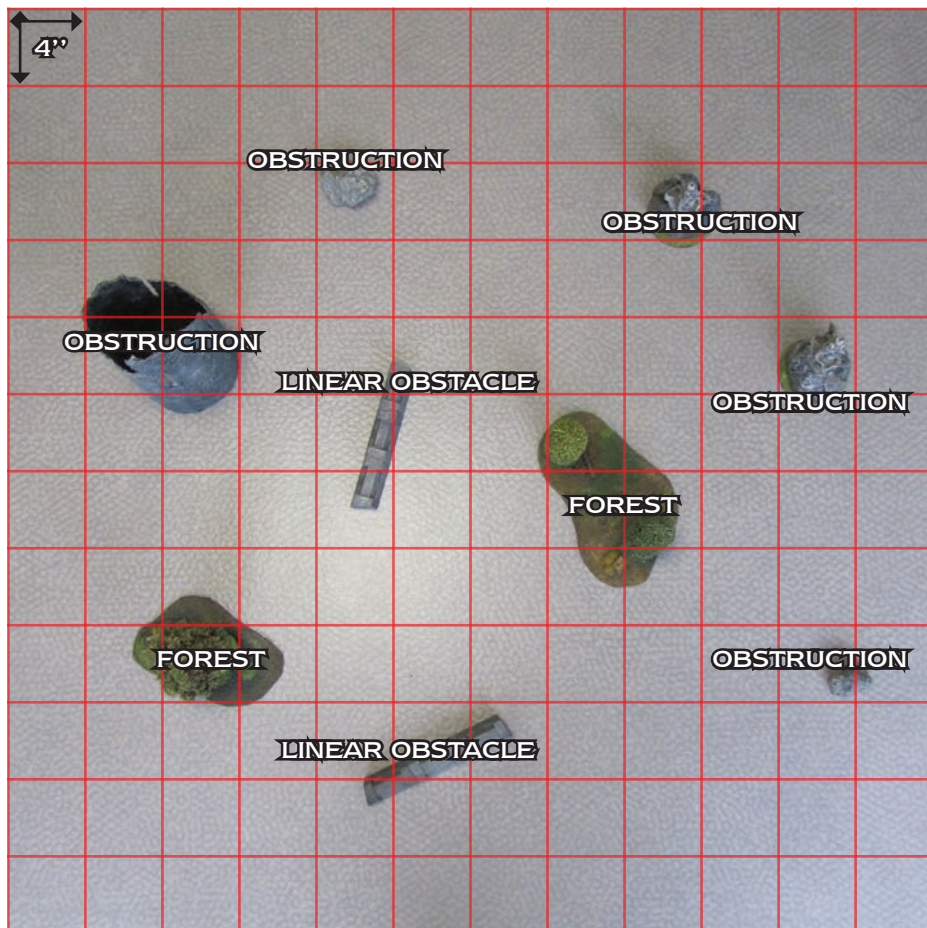 4”
OBSTRUCTION
OBSTRUCTION
OBSTRUCTION
LINEAR OBSTACLE
OBSTRUCTION
FOREST
FOREST
OBSTRUCTION
LINEAR OBSTACLE